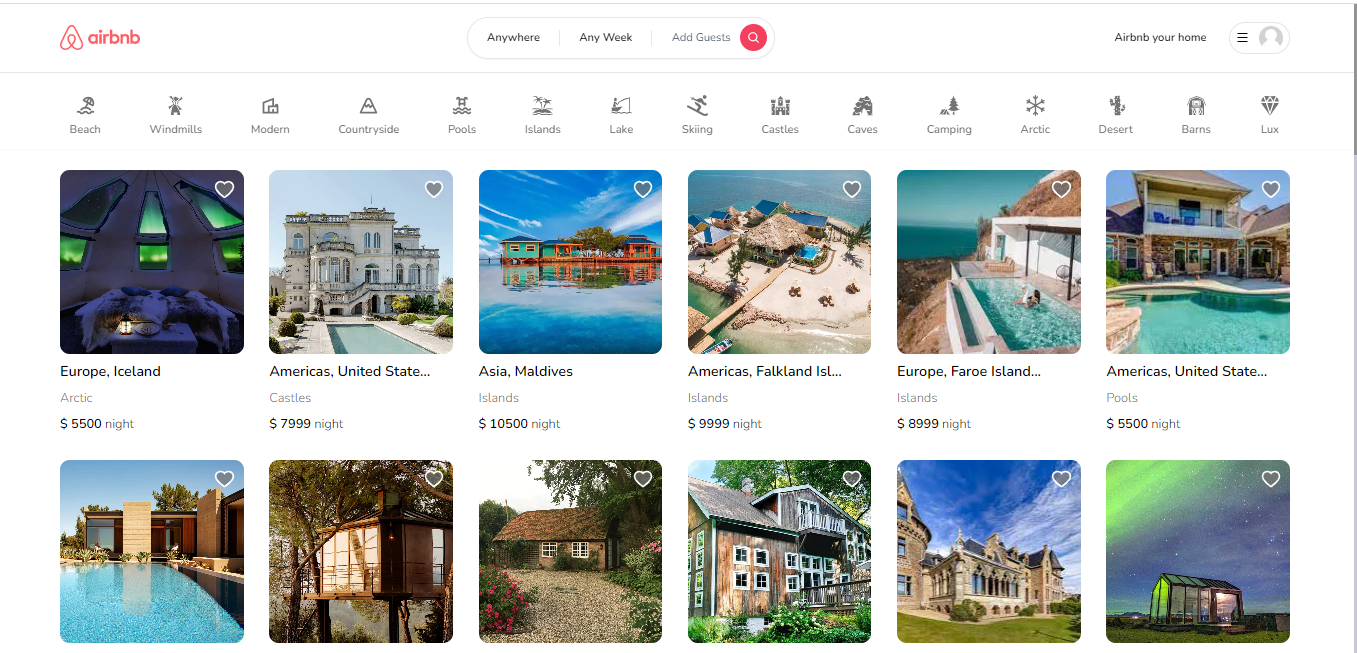 airbnb
Anywhere
Any Week
Add Guests
Airbnb your home
Beach
Windmills
Modern
Countryside
Pools
Islands
Lake
Skiing
Castles
Caves
Camping
Arctic
Desert
Barns
Lux
Europe, Iceland
Arctic
$ 5500 night
Americas, United State...
Castles
$ 7999 night
Asia, Maldives
Islands
$ 10500 night
Americas, Falkland Isl...
Islands
$ 9999 night
Europe, Faroe Island...
Islands
$ 8999 night
Americas, United State...
Pools
$ 5500 night